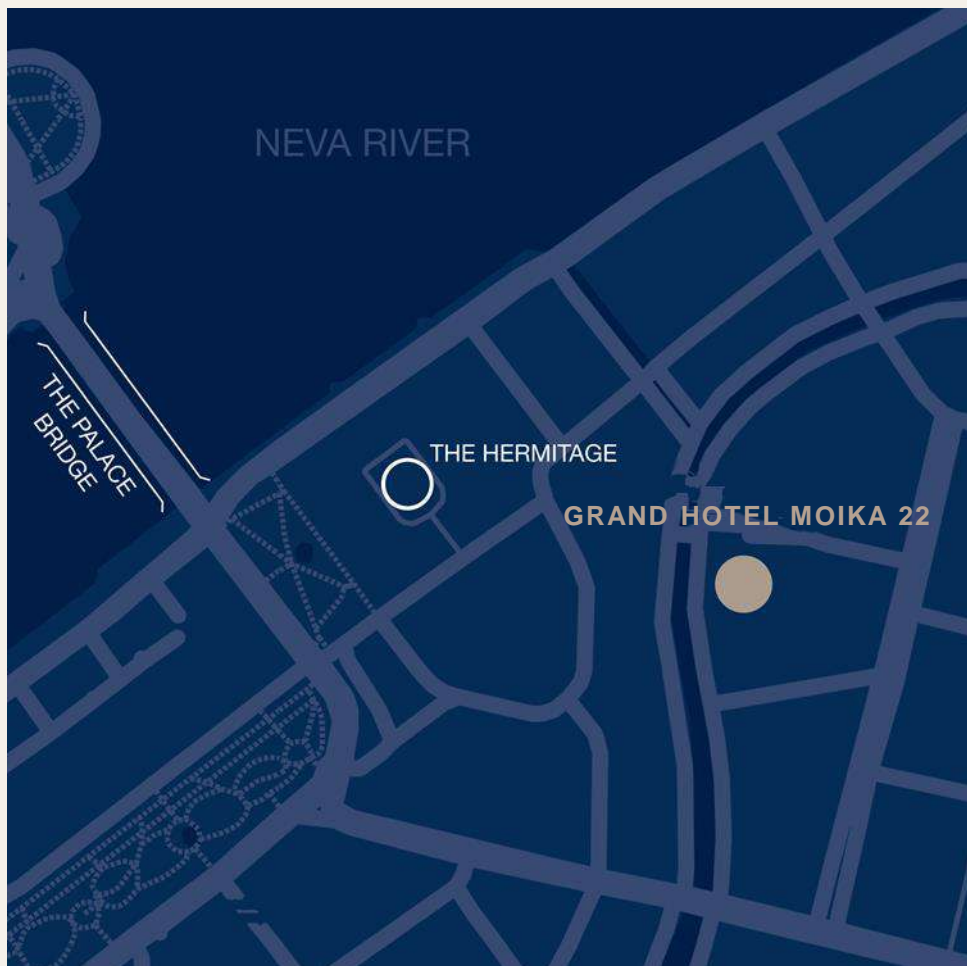 NEVA RIVER
THE PALACE
BRIDGE
THE HERMITAGE
GRAND HOTEL MOIKA 22